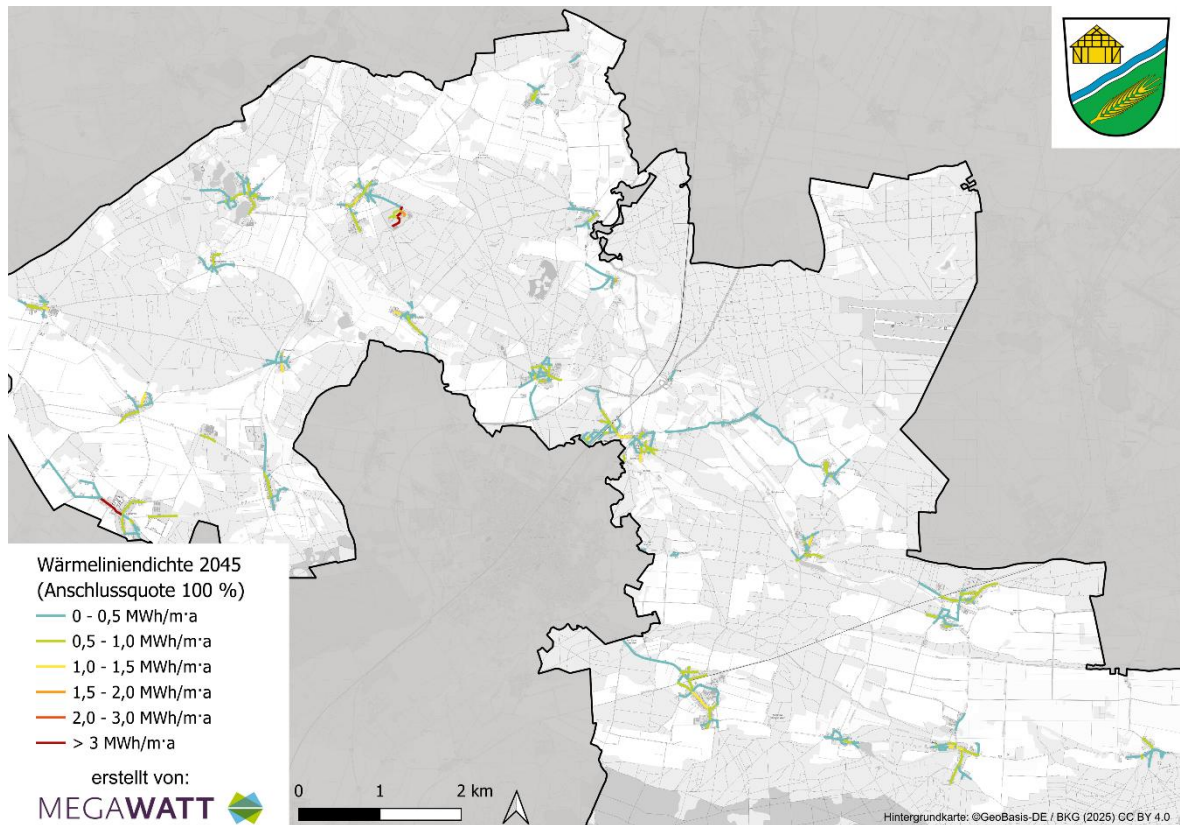 Wärmeliniendichte 2045
(Anschlussquote 100 %)
0 - 0,5 MWh/m·a
0,5 - 1,0 MWh/m·a
1,0 - 1,5 MWh/m·a
1,5 - 2,0 MWh/m·a
2,0 - 3,0 MWh/m·a
> 3 MWh/m·a
erstellt von:
MEGAWATT
0 1 2 km
Hintergrundkarte: ©GeoBasis-DE / BKG (2025) CC BY 4.0